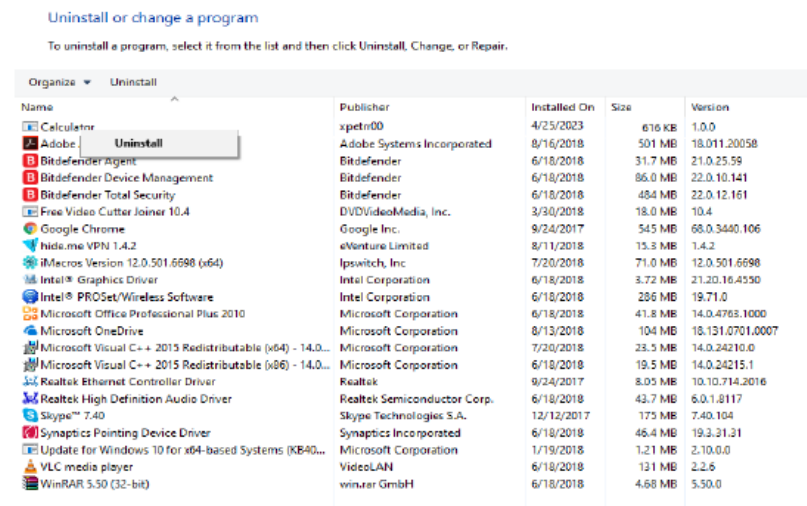 Uninstall or change a program
To uninstall a program, select it from the list and then click Uninstall, Change, or Repair.
Organize Uninstall
Name Publisher Installed On Size Version
Calculator xpetrr00 4/25/2023 616 KB 1.0.0
Adobe Adobe Systems Incorporated 8/16/2018 501 MB 18.011.20058
Uninstall
Bitdefender Agent Bitdefender 6/18/2018 31.7 MB 21.0.25.59
Bitdefender Device Management Bitdefender 6/18/2018 86.0 MB 22.0.10.141
Bitdefender Total Security Bitdefender 6/18/2018 484 MB 22.0.12.161
Free Video Cutter Joiner 10.4 DVDVideoMedia, Inc. 3/30/2018 18.0 MB 10.4
Google Chrome Google Inc. 9/24/2017 545 MB 68.0.3440.106
hide.me VPN 1.4.2 eVenture Limited 8/11/2018 15.3 MB 1.4.2
iMacros Version 12.0.501.6698 (x64) Ipswitch, Inc 7/20/2018 71.0 MB 12.0.501.6698
Intel® Graphics Driver Intel Corporation 6/18/2018 3.72 MB 21.20.16.4550
Intel® PROSet/Wireless Software Intel Corporation 6/18/2018 286 MB 19.71.0
Microsoft Office Professional Plus 2010 Microsoft Corporation 6/18/2018 41.8 MB 14.0.4763.1000
Microsoft OneDrive Microsoft Corporation 8/13/2018 104 MB 18.131.0701.0007
Microsoft Visual C++ 2015 Redistributable (x64) - 14.0... Microsoft Corporation 7/20/2018 23.5 MB 14.0.24210.0
Microsoft Visual C++ 2015 Redistributable (x86) - 14.0... Microsoft Corporation 6/18/2018 19.5 MB 14.0.24215.1
Realtek Ethernet Controller Driver Realtek 9/24/2017 8.05 MB 10.10.714.2016
Realtek High Definition Audio Driver Realtek Semiconductor Corp. 6/18/2018 43.7 MB 6.0.1.8117
Skype™ 7.40 Skype Technologies S.A. 12/12/2017 175 MB 7.40.104
Synaptics Pointing Device Driver Synaptics Incorporated 6/18/2018 46.4 MB 19.3.31.31
Update for Windows 10 for x64-based Systems (KB40... Microsoft Corporation 1/19/2018 1.21 MB 2.10.0.0
VLC media player VideoLAN 6/18/2018 131 MB 2.2.6
WinRAR 5.50 (32-bit) win.rar GmbH 6/18/2018 4.68 MB 5.50.0